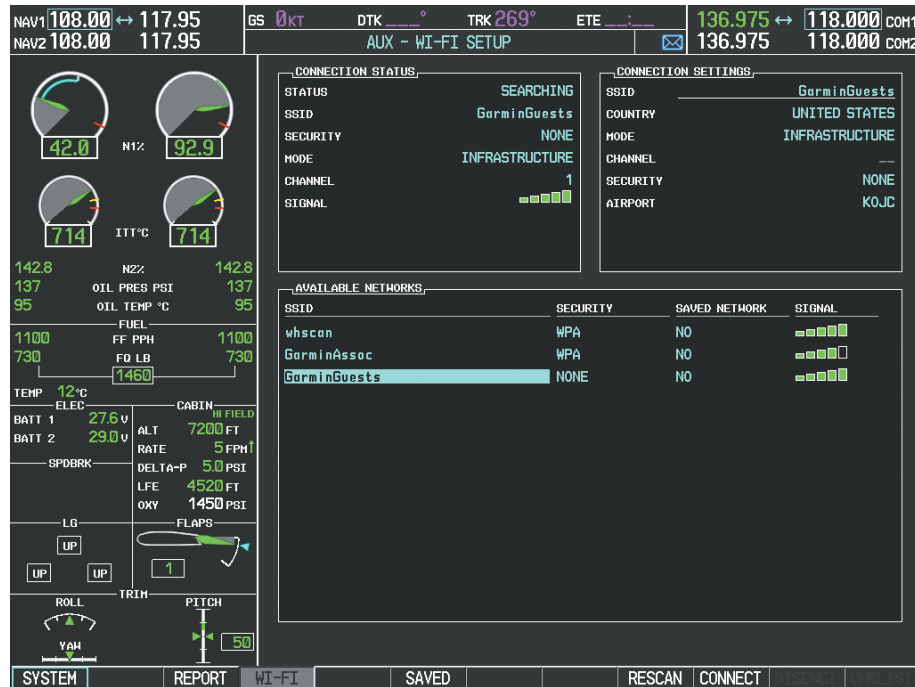 NAV1 108.00 ↔ 117.95
NAV2 108.00 117.95
GS 0KT DTK ___° TRK 269° ETE __:__
AUX - WI-FI SETUP
136.975 ↔ 118.000 COM1
136.975 118.000 COM2
42.0 N1% 92.9
714 ITT°C 714
142.8 N2% 142.8
137 OIL PRES PSI 137
95 OIL TEMP °C 95
FUEL
1100 FF PPH 1100
730 FQ LB 730
1460
TEMP 12°C
ELEC
BATT 1 27.6 V
BATT 2 29.0 V
SPDBRK
CABIN
HI FIELD
ALT 7200 FT
RATE 5 FPM↑
DELTA-P 5.0 PSI
LFE 4520 FT
OXY 1450 PSI
LG
UP
UP UP
FLAPS
1
TRIM
ROLL
YAW
PITCH
50
CONNECTION STATUS
STATUS SEARCHING
SSID GarminGuests
SECURITY NONE
MODE INFRASTRUCTURE
CHANNEL 1
SIGNAL
CONNECTION SETTINGS
SSID GarminGuests
COUNTRY UNITED STATES
MODE INFRASTRUCTURE
CHANNEL __
SECURITY NONE
AIRPORT KOJC
AVAILABLE NETWORKS
SSID SECURITY SAVED NETWORK SIGNAL
whscan WPA NO
GarminAssoc WPA NO
GarminGuests NONE NO
SYSTEM REPORT WI-FI SAVED RESCAN CONNECT DISCNCT CHKLIST